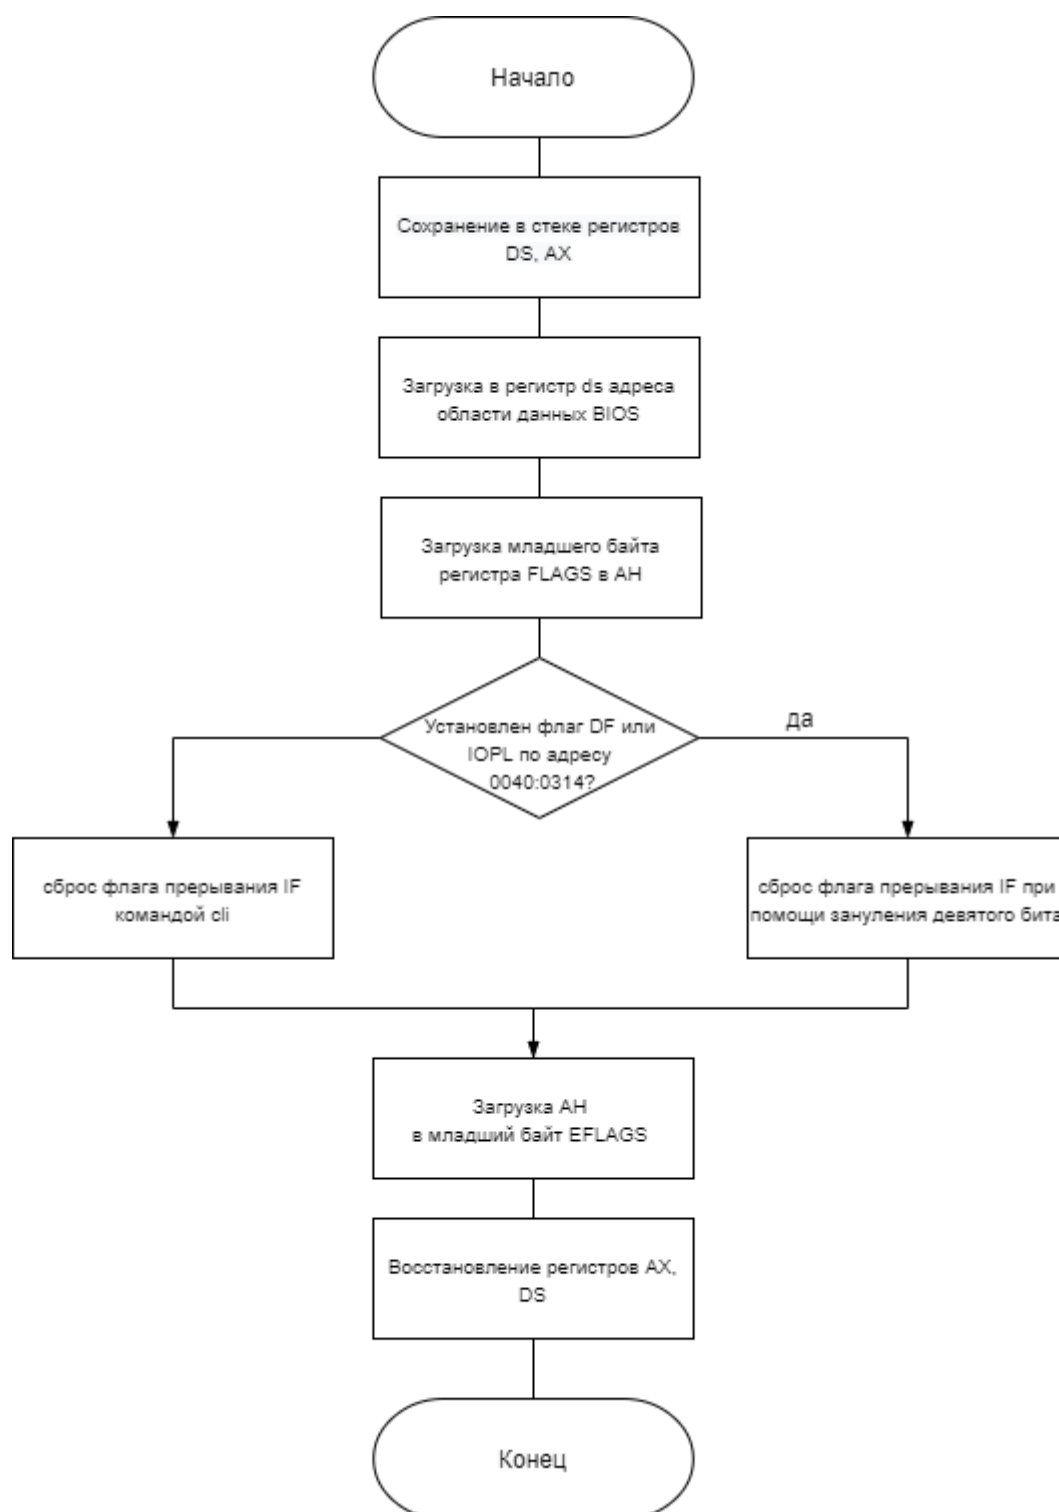 Начало
Сохранение в стеке регистров
DS, AX
Загрузка в регистр ds адреса
области данных BIOS
Загрузка младшего байта
регистра FLAGS в AH
Установлен флаг DF или
IOPL по адресу
0040:0314?
да
сброс флага прерывания IF
командой cli
сброс флага прерывания IF при
помощи зануления девятого бита
Загрузка AH
в младший байт EFLAGS
Восстановление регистров AX,
DS
Конец